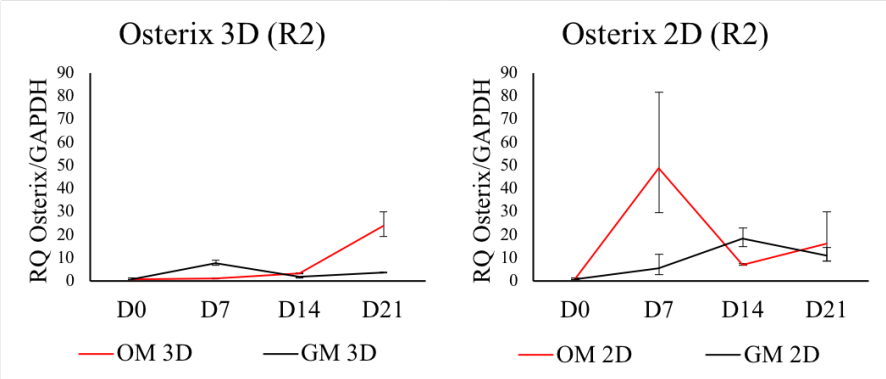 Osterix 3D (R2)
RQ Osterix/GAPDH
90
80
70
60
50
40
30
20
10
0
D0 D7 D14 D21
OM 3D GM 3D
Osterix 2D (R2)
RQ Osterix/GAPDH
90
80
70
60
50
40
30
20
10
0
D0 D7 D14 D21
OM 2D GM 2D